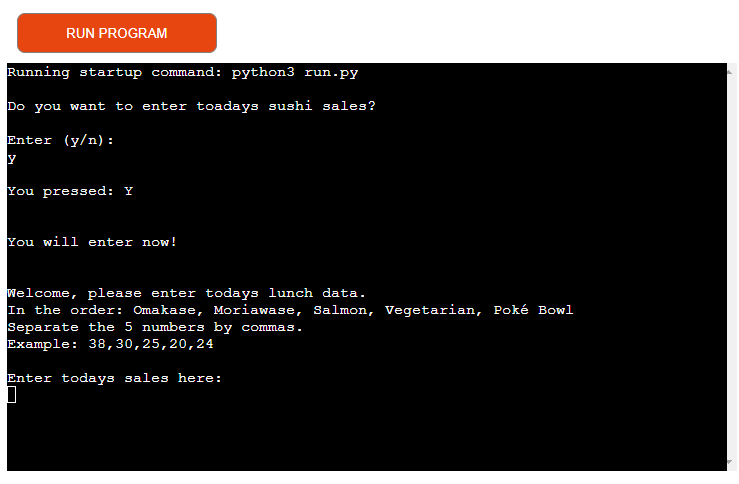 RUN PROGRAM
Running startup command: python3 run.py
Do you want to enter toadays sushi sales?
Enter (y/n):
y
You pressed: Y
You will enter now!
Welcome, please enter todays lunch data.
In the order: Omakase, Moriawase, Salmon, Vegetarian, Poké Bowl
Separate the 5 numbers by commas.
Example: 38,30,25,20,24
Enter todays sales here: